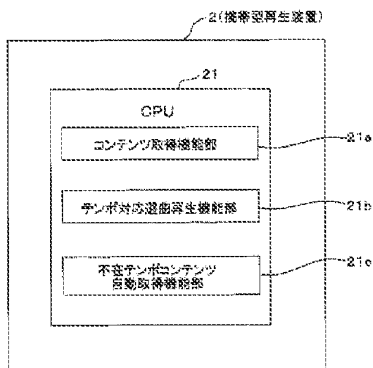 2(携帯型再生装置)
21
CPU
コンテンツ取得機能部
21a
テンポ対応選曲再生機能部
21b
不在テンポコンテンツ
自動取得機能部
21c